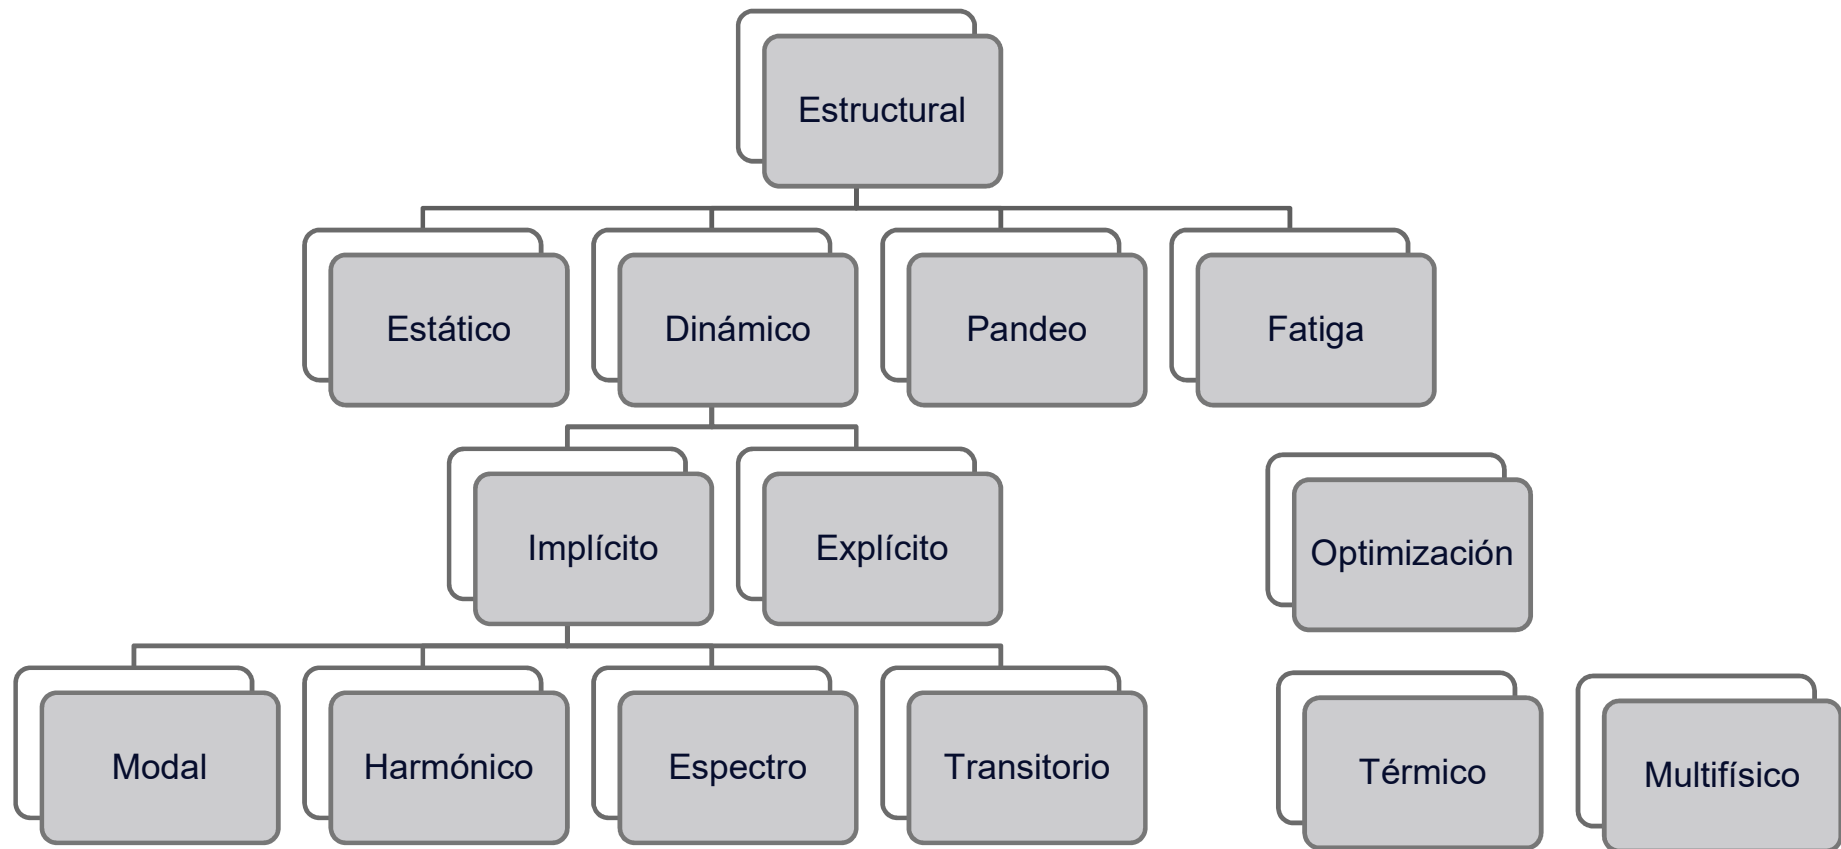 Estructural
Estático
Dinámico
Pandeo
Fatiga
Implícito
Explícito
Optimización
Modal
Harmónico
Espectro
Transitorio
Térmico
Multifísico